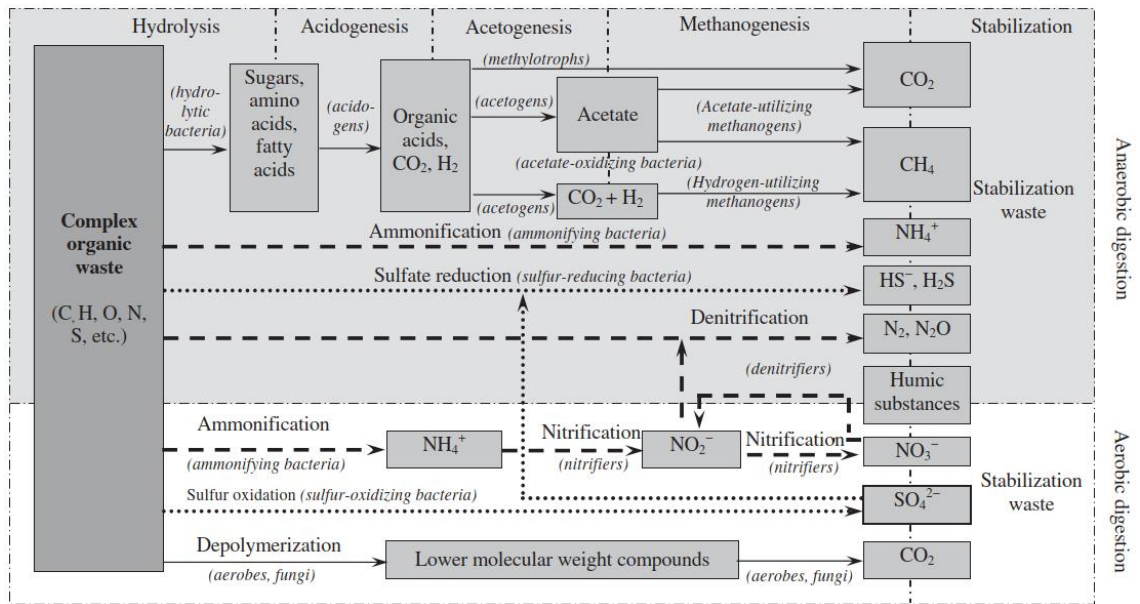 Hydrolysis
Acidogenesis
Acetogenesis
Methanogenesis
Stabilization
(methylotrophs)
CO₂
Sugars,
amino
acids,
fatty
acids
(hydro-
lytic
bacteria)
(acido-
gens)
Organic
acids,
CO₂, H₂
(acetogens)
Acetate
(Acetate-utilizing
methanogens)
CH₄
(acetate-oxidizing bacteria)
(acetogens)
CO₂ + H₂
(Hydrogen-utilizing
methanogens)
Stabilization
waste
Anaerobic digestion
Complex
organic
waste
(C, H, O, N,
S, etc.)
Ammonification (ammonifying bacteria)
NH₄⁺
Sulfate reduction (sulfur-reducing bacteria)
HS⁻, H₂S
Denitrification
N₂, N₂O
(denitrifiers)
Humic
substances
Ammonification
(ammonifying bacteria)
NH₄⁺
Nitrification
(nitrifiers)
NO₂⁻
Nitrification
(nitrifiers)
NO₃⁻
Sulfur oxidation (sulfur-oxidizing bacteria)
SO₄²⁻
Stabilization
waste
Aerobic digestion
Depolymerization
(aerobes, fungi)
Lower molecular weight compounds
(aerobes, fungi)
CO₂